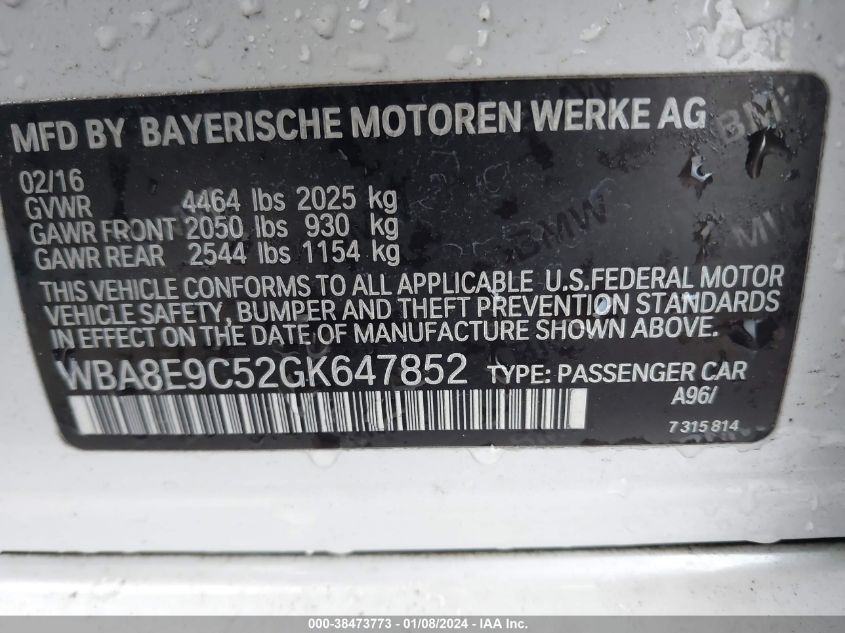 MFD BY BAYERISCHE MOTOREN WERKE AG
02/16
GVWR 4464 lbs 2025 kg
GAWR FRONT 2050 lbs 930 kg
GAWR REAR 2544 lbs 1154 kg
THIS VEHICLE CONFORMS TO ALL APPLICABLE U.S.FEDERAL MOTOR
VEHICLE SAFETY, BUMPER AND THEFT PREVENTION STANDARDS
IN EFFECT ON THE DATE OF MANUFACTURE SHOWN ABOVE.
WBA8E9C52GK647852 TYPE: PASSENGER CAR
A96/
7 315 814
BMW
BMW
000-38473773 - 01/08/2024 - IAA Inc.